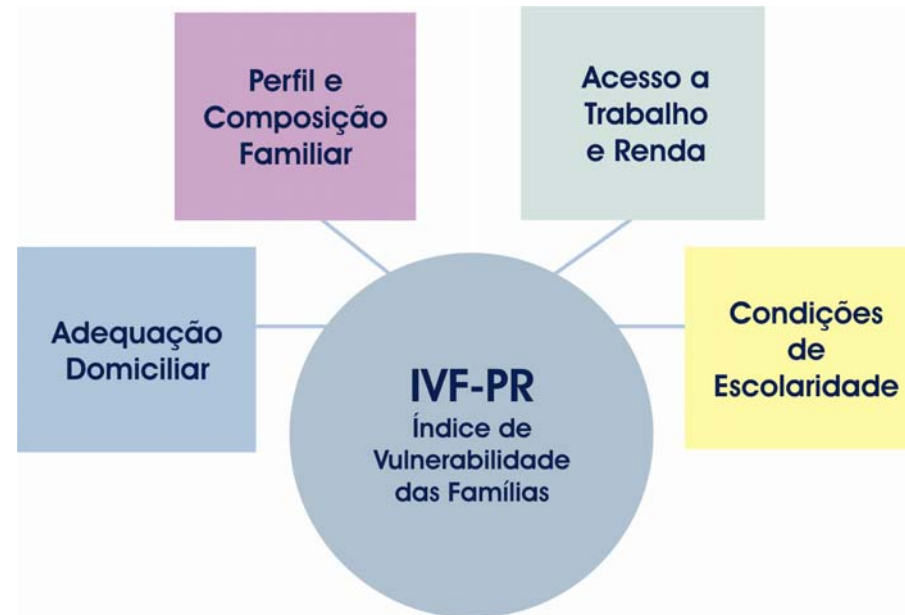 Perfil e
Composição
Familiar
Acesso a
Trabalho
e Renda
Adequação
Domiciliar
Condições
de
Escolaridade
IVF-PR
Índice de
Vulnerabilidade
das Famílias